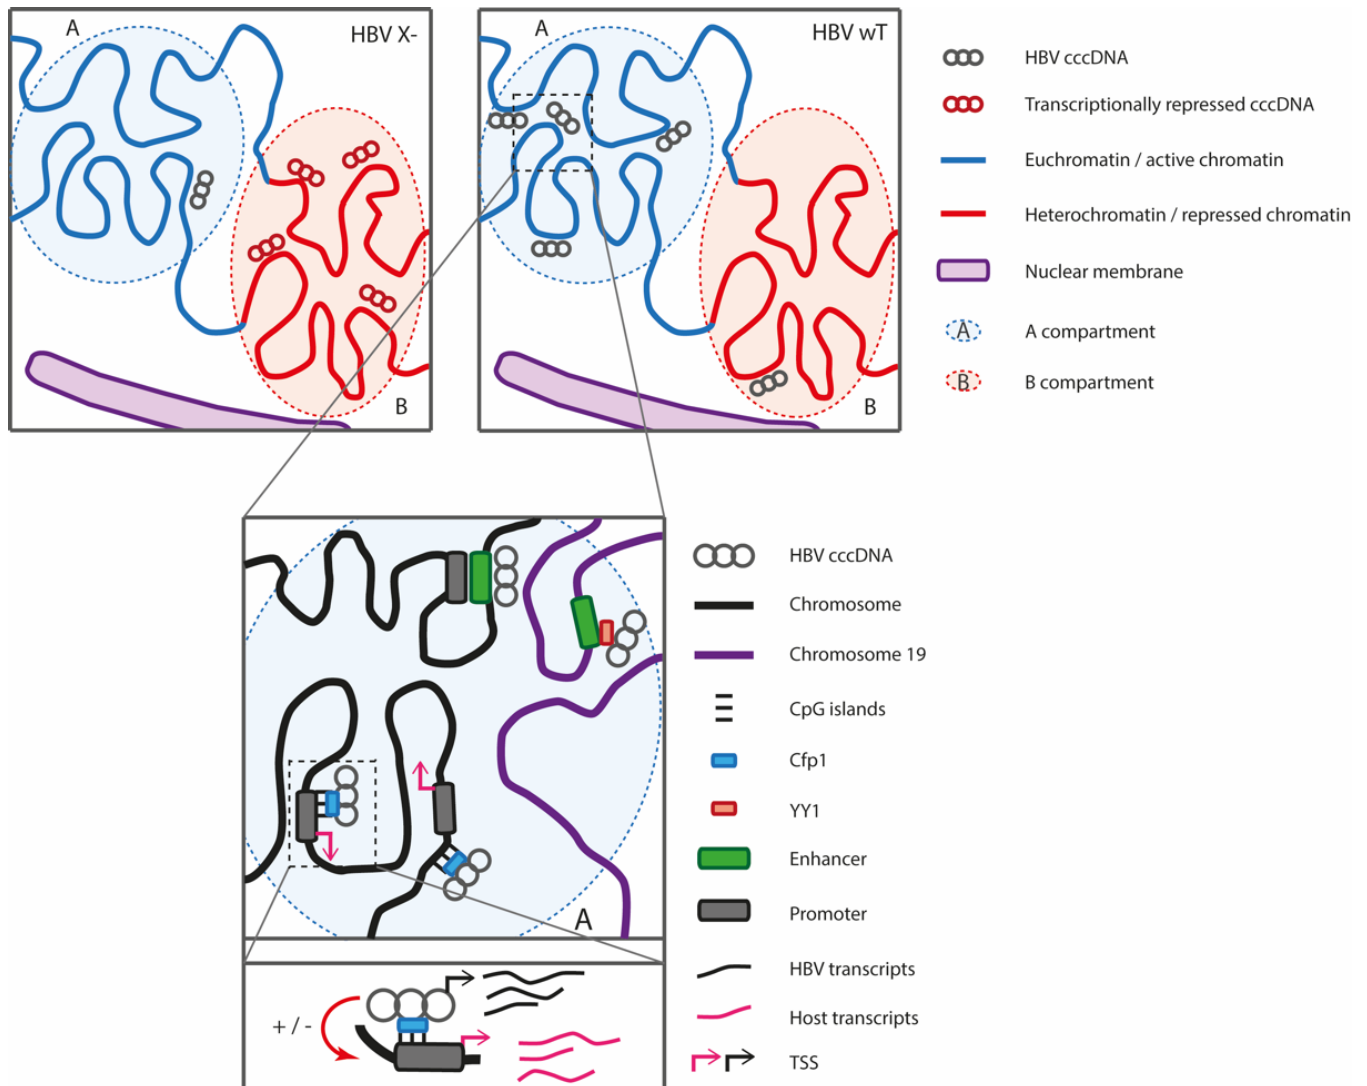 A
HBV X-
B
A
HBV wT
B
HBV cccDNA
Transcriptionally repressed cccDNA
Euchromatin / active chromatin
Heterochromatin / repressed chromatin
Nuclear membrane
A
A compartment
B
B compartment
A
HBV cccDNA
Chromosome
Chromosome 19
CpG islands
Cfp1
YY1
Enhancer
Promoter
HBV transcripts
Host transcripts
TSS
+ / -